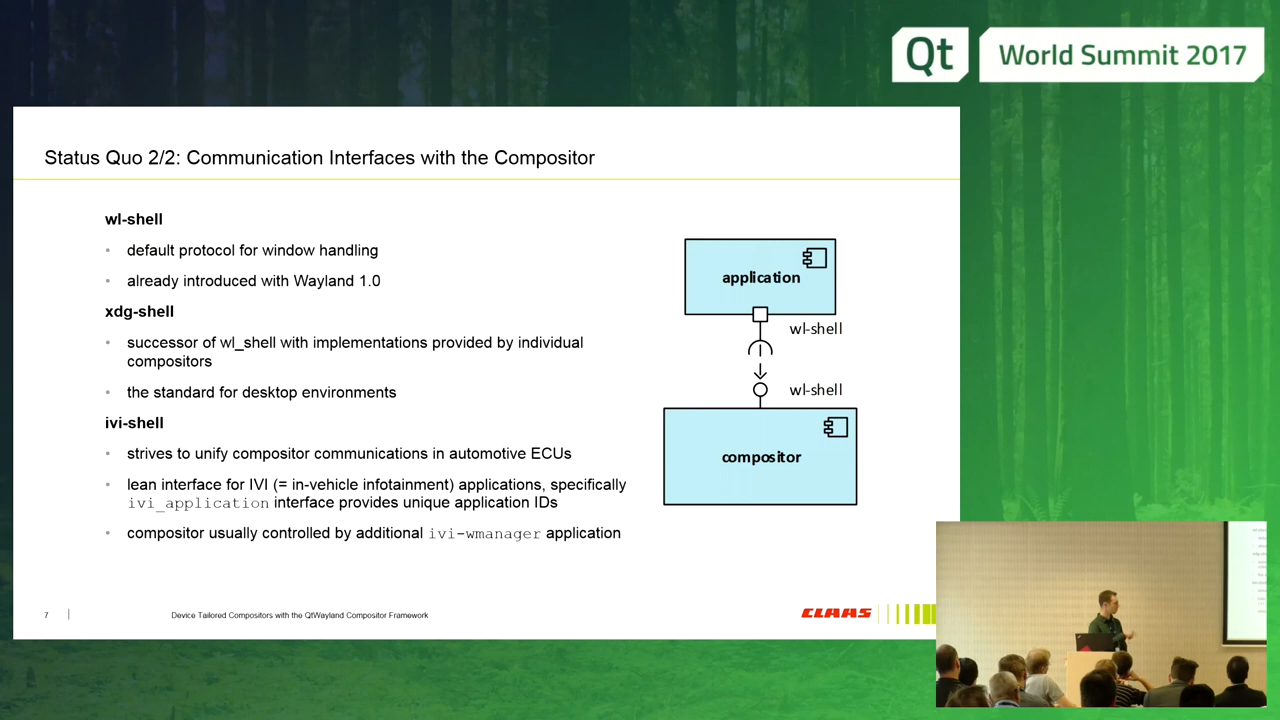 Qt World Summit 2017
Status Quo 2/2: Communication Interfaces with the Compositor
wl-shell
• default protocol for window handling
• already introduced with Wayland 1.0
xdg-shell
• successor of wl_shell with implementations provided by individual
compositors
• the standard for desktop environments
ivi-shell
• strives to unify compositor communications in automotive ECUs
• lean interface for IVI (= in-vehicle infotainment) applications, specifically
ivi_application interface provides unique application IDs
• compositor usually controlled by additional ivi-wmanager application
application
wl-shell
wl-shell
compositor
7
Device Tailored Compositors with the QtWayland Compositor Framework
CLAAS